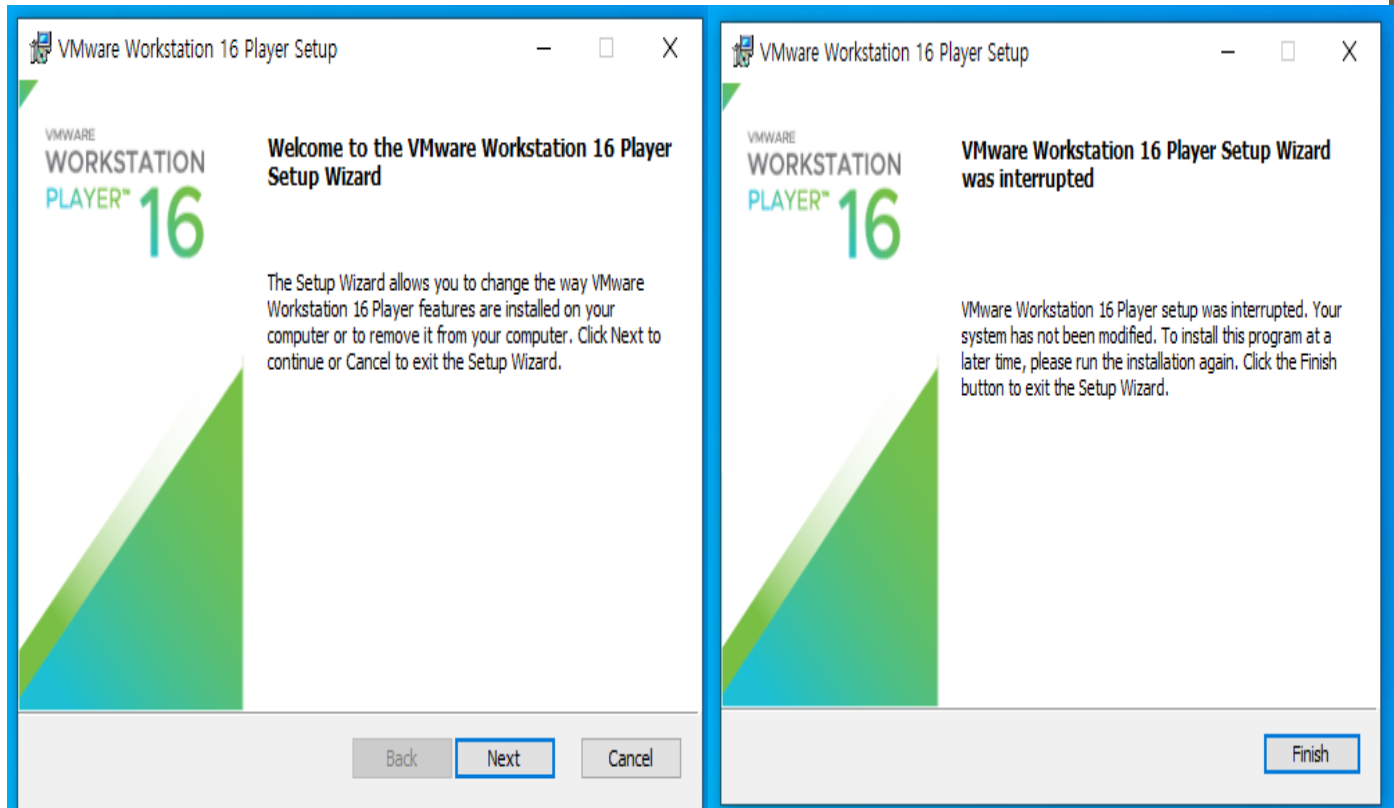 VMware Workstation 16 Player Setup
VMWARE
WORKSTATION
PLAYER™ 16
Welcome to the VMware Workstation 16 Player
Setup Wizard
The Setup Wizard allows you to change the way VMware
Workstation 16 Player features are installed on your
computer or to remove it from your computer. Click Next to
continue or Cancel to exit the Setup Wizard.
Back Next Cancel
VMware Workstation 16 Player Setup
VMWARE
WORKSTATION
PLAYER™ 16
VMware Workstation 16 Player Setup Wizard
was interrupted
VMware Workstation 16 Player setup was interrupted. Your
system has not been modified. To install this program at a
later time, please run the installation again. Click the Finish
button to exit the Setup Wizard.
Finish